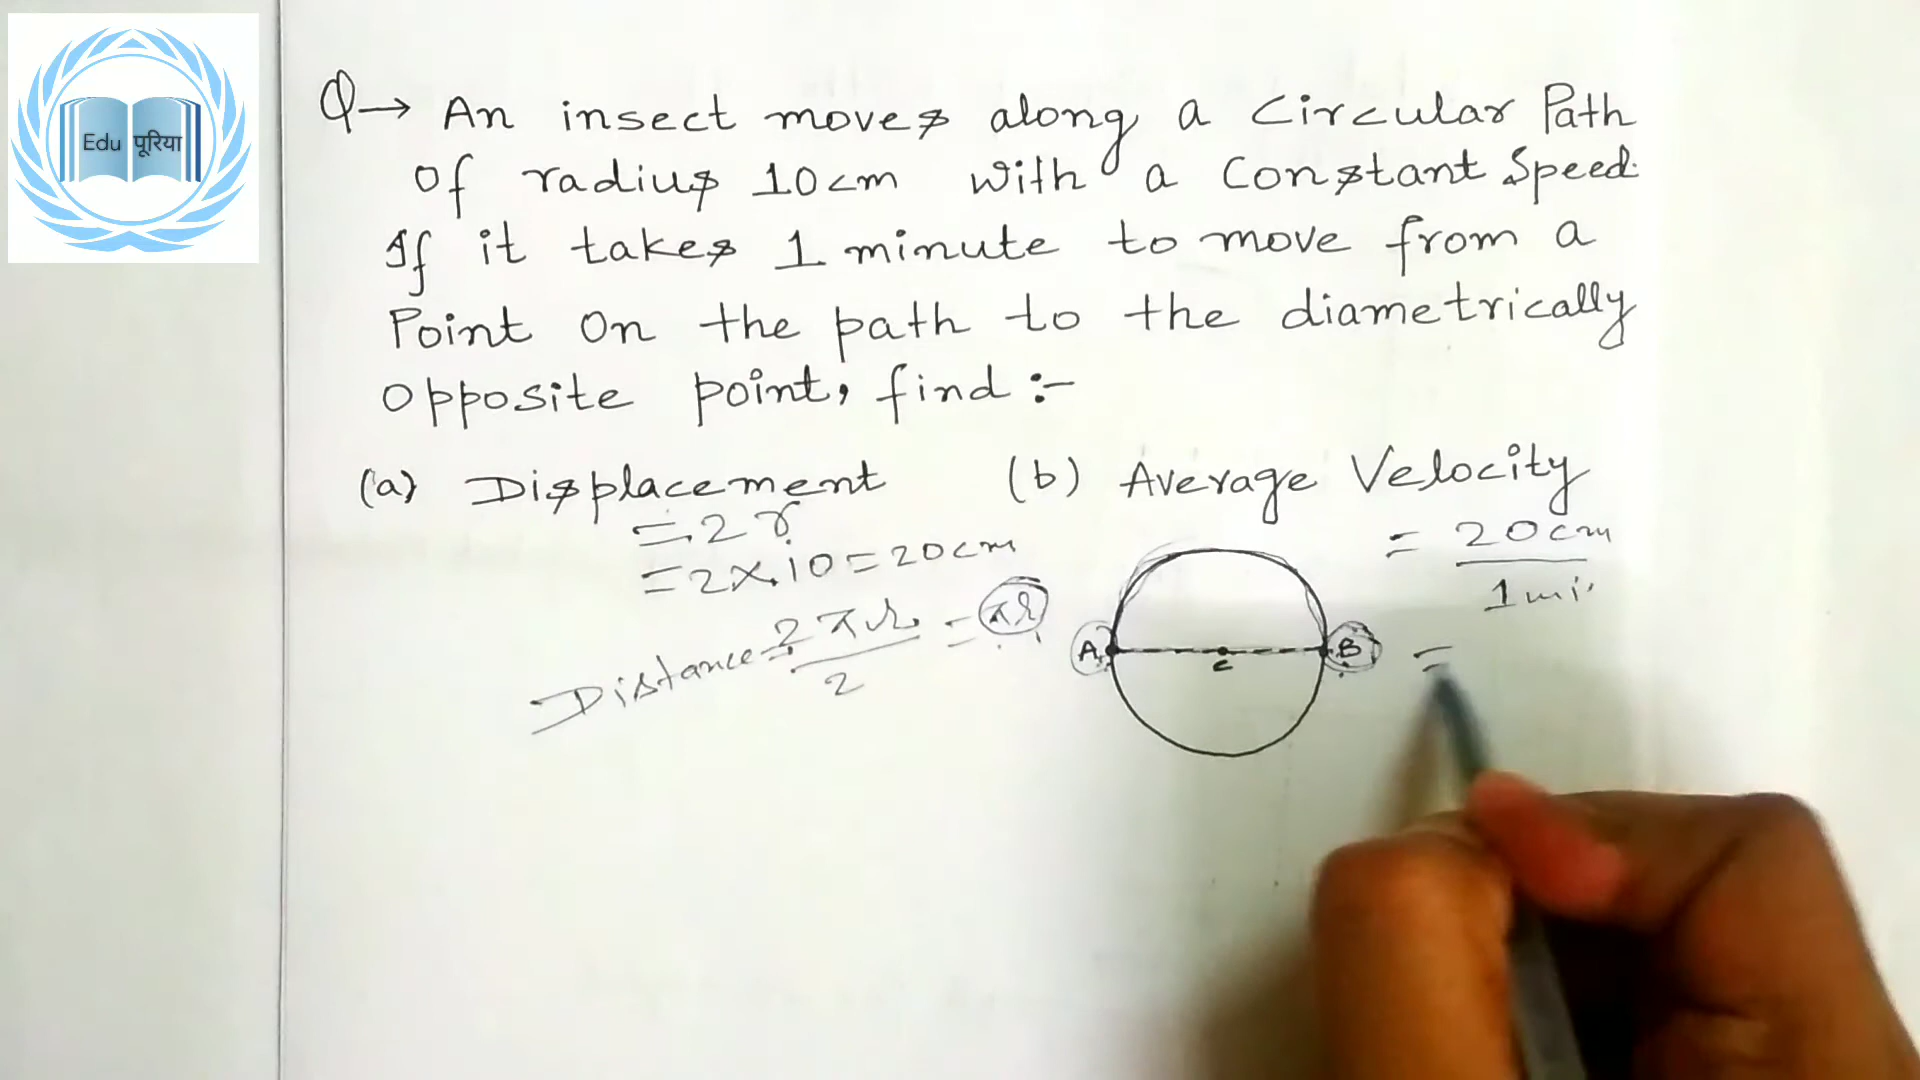 Edu पूरिया
Q→ An insect moves along a Circular Path
Of radius 10cm with a Constant Speed.
If it takes 1 minute to move from a
Point On the path to the diametrically
Opposite point, find :-
(a) Displacement (b) Average Velocity
= 2r
= 2×10 = 20cm
Distance = 2πr/2 = πr
A C B
= 20cm/1mi
=